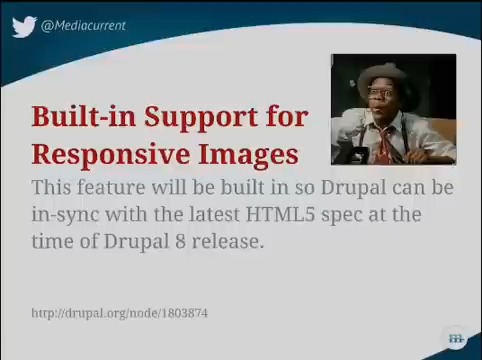 @Mediacurrent
Built-in Support for
Responsive Images
This feature will be built in so Drupal can be
in-sync with the latest HTML5 spec at the
time of Drupal 8 release.
http://drupal.org/node/1803874
m